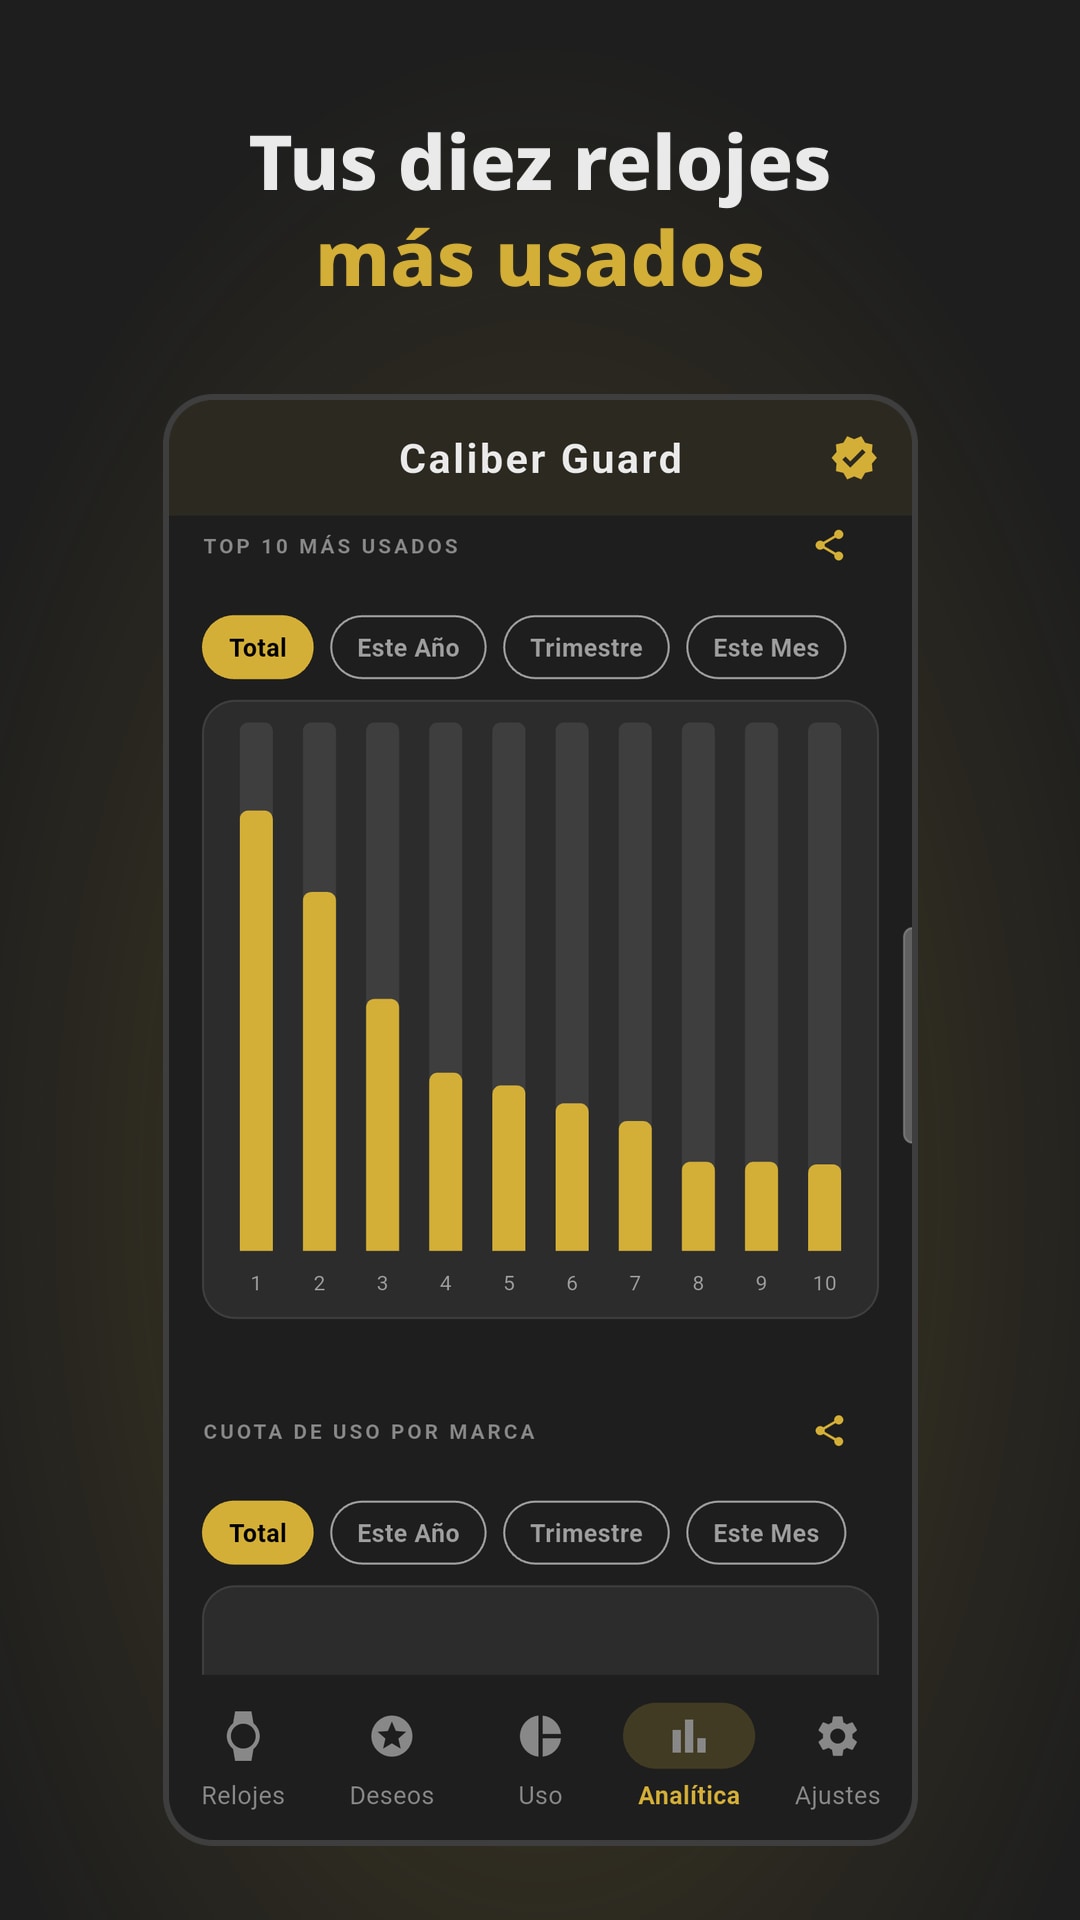 Tus diez relojes
más usados
Caliber Guard
TOP 10 MÁS USADOS
Total Este Año Trimestre Este Mes
1 2 3 4 5 6 7 8 9 10
CUOTA DE USO POR MARCA
Total Este Año Trimestre Este Mes
Relojes Deseos Uso Analítica Ajustes